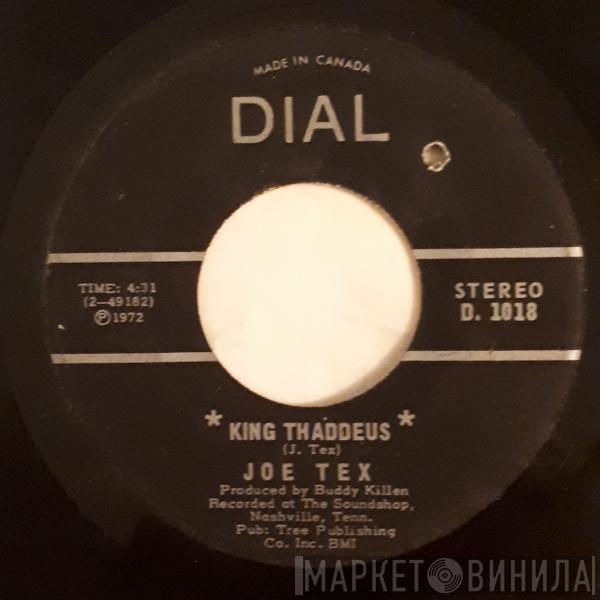 MADE IN CANADA
DIAL
TIME: 4:31
(2-49182)
Ⓟ1972
STEREO
D. 1018
* KING THADDEUS *
(J. Tex)
JOE TEX
Produced by Buddy Killen
Recorded at The Soundshop,
Nashville, Tenn.
Pub: Tree Publishing
Co. Inc. BMI
МАРКЕТ ВИНИЛА